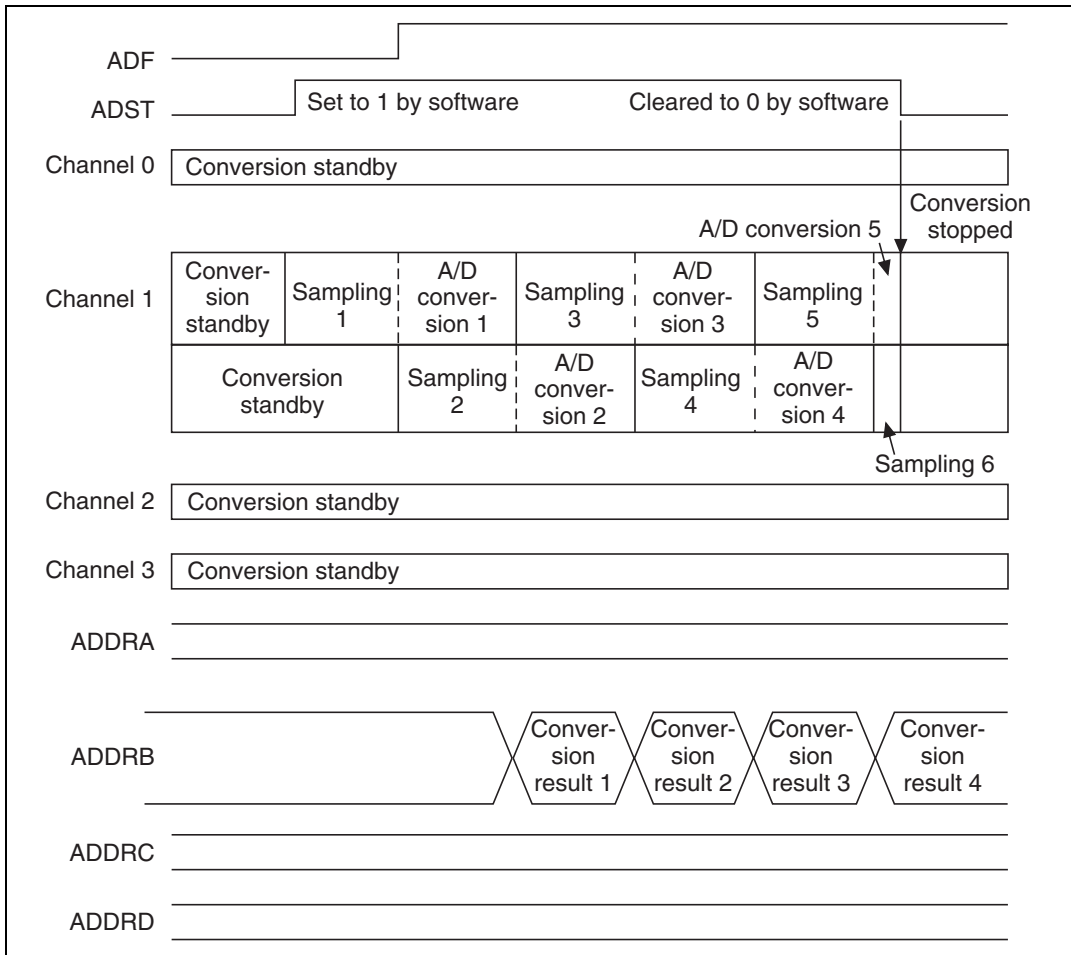 ADF
ADST
Set to 1 by software
Cleared to 0 by software
Channel 0
Conversion standby
Conversion
stopped
A/D conversion 5
Channel 1
Conver-
sion
standby
Sampling
1
A/D
conver-
sion 1
Sampling
3
A/D
conver-
sion 3
Sampling
5
Conversion
standby
Sampling
2
A/D
conver-
sion 2
Sampling
4
A/D
conver-
sion 4
Sampling 6
Channel 2
Conversion standby
Channel 3
Conversion standby
ADDRA
ADDRB
Conver-
sion
result 1
Conver-
sion
result 2
Conver-
sion
result 3
Conver-
sion
result 4
ADDRC
ADDRD